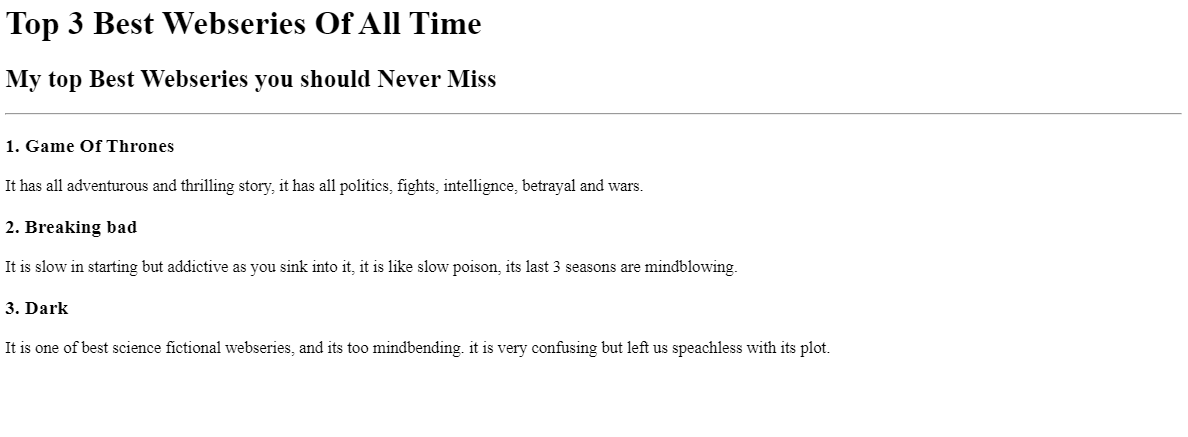 Top 3 Best Webseries Of All Time
My top Best Webseries you should Never Miss
1. Game Of Thrones
It has all adventurous and thrilling story, it has all politics, fights, intellignce, betrayal and wars.
2. Breaking bad
It is slow in starting but addictive as you sink into it, it is like slow poison, its last 3 seasons are mindblowing.
3. Dark
It is one of best science fictional webseries, and its too mindbending. it is very confusing but left us speachless with its plot.